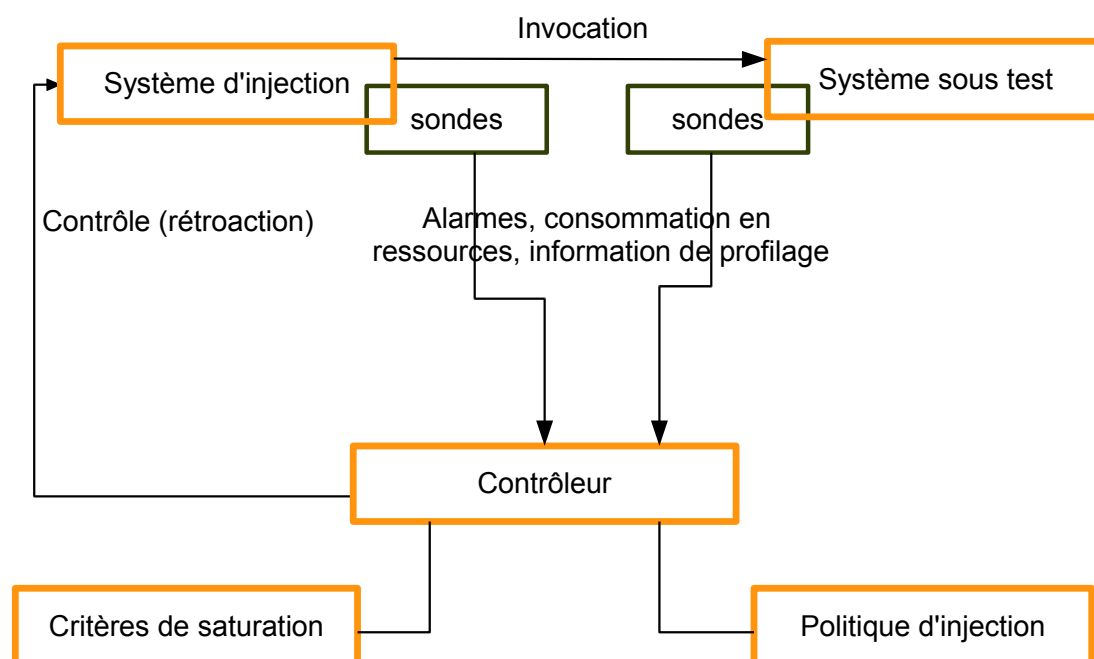 Invocation
Système d'injection
Système sous test
sondes
sondes
Contrôle (rétroaction)
Alarmes, consommation en
ressources, information de profilage
Contrôleur
Critères de saturation
Politique d'injection